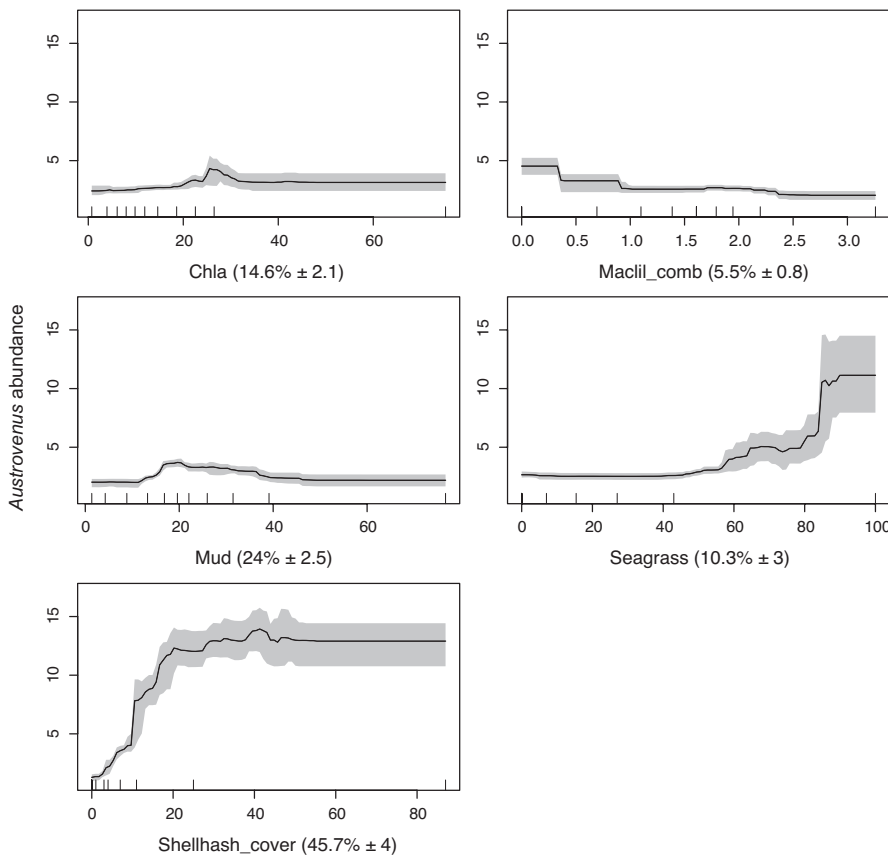 Austrovenus abundance
15
10
5
0 20 40 60
Chla (14.6% ± 2.1)
15
10
5
0.0 0.5 1.0 1.5 2.0 2.5 3.0
Maclil_comb (5.5% ± 0.8)
15
10
5
0 20 40 60
Mud (24% ± 2.5)
15
10
5
0 20 40 60 80 100
Seagrass (10.3% ± 3)
15
10
5
0 20 40 60 80
Shellhash_cover (45.7% ± 4)